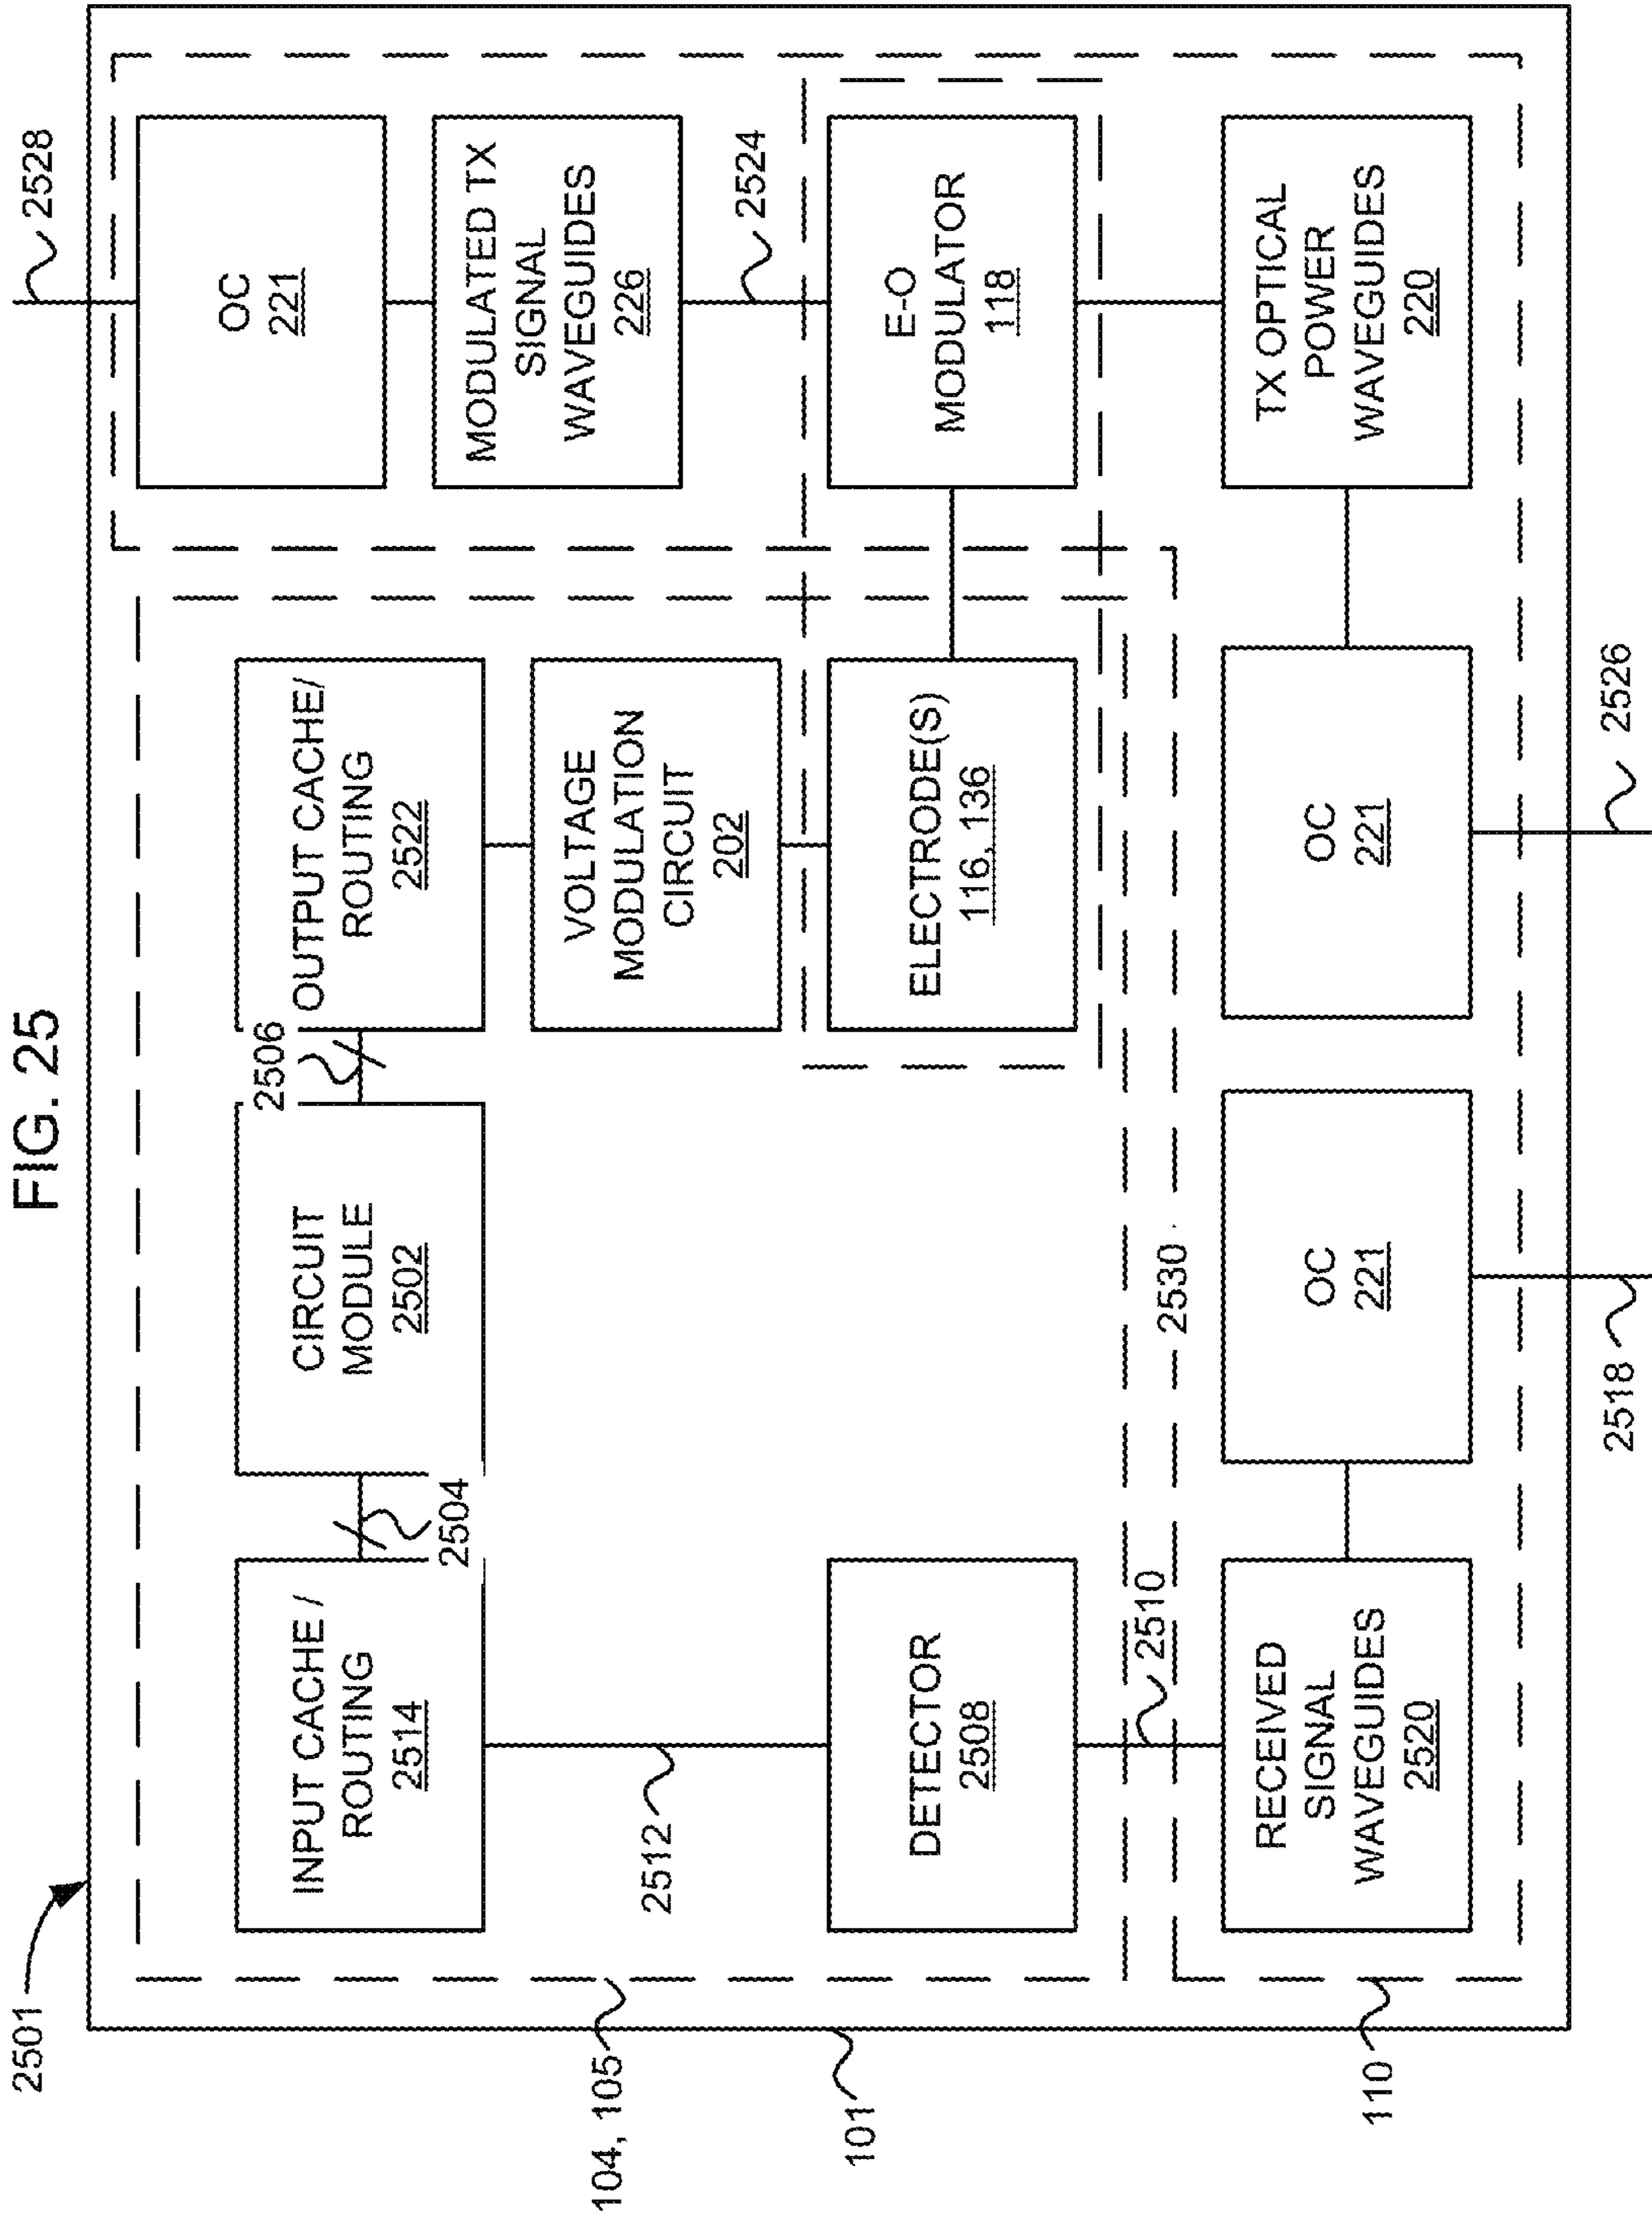 FIG. 25
2501
INPUT CACHE /
ROUTING
2514
2504
CIRCUIT
MODULE
2502
2506
OUTPUT CACHE/
ROUTING
2522
OC
221
2528
2512
VOLTAGE
MODULATION
CIRCUIT
202
MODULATED TX
SIGNAL
WAVEGUIDES
226
2524
104, 105
DETECTOR
2508
ELECTRODE(S)
116, 136
E-O
MODULATOR
118
101
2510
2530
RECEIVED
SIGNAL
WAVEGUIDES
2520
OC
221
OC
221
TX OPTICAL
POWER
WAVEGUIDES
220
110
2518
2526